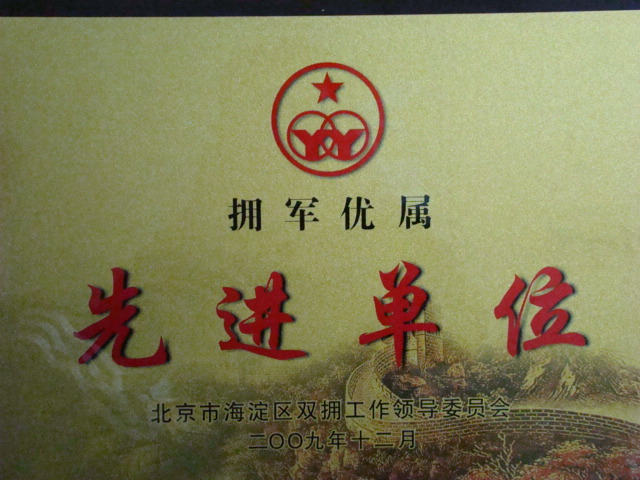 拥军优属
先进单位
北京市海淀区双拥工作领导委员会
二〇〇九年十二月